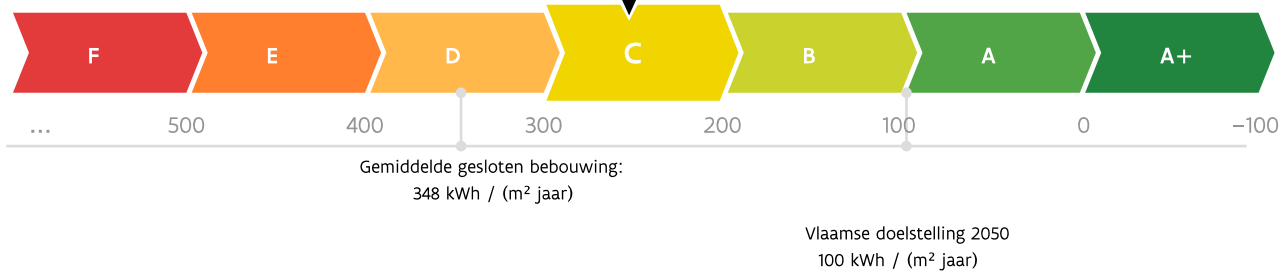 F E D C B A A+
... 500 400 300 200 100 0 –100
Gemiddelde gesloten bebouwing:
348 kWh / (m² jaar)
Vlaamse doelstelling 2050
100 kWh / (m² jaar)